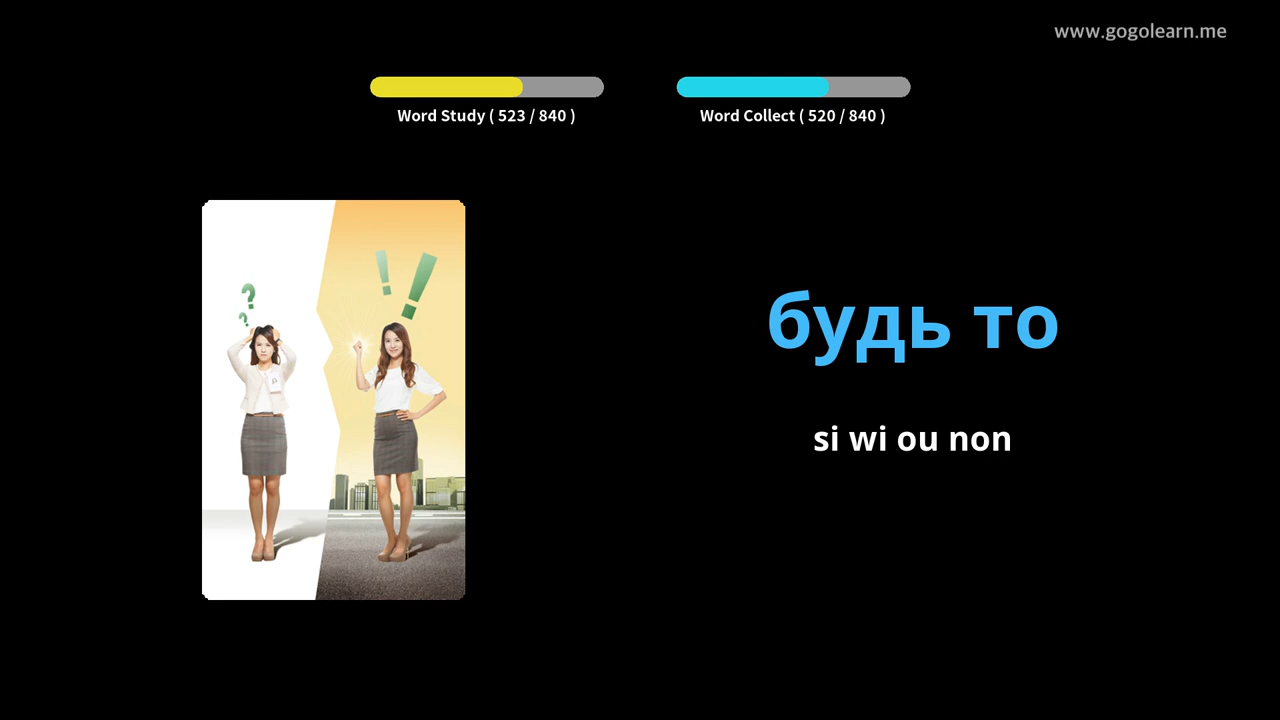 www.gogolearn.me
Word Study ( 523 / 840 )
Word Collect ( 520 / 840 )
? ?
! !
будь то
si wi ou non